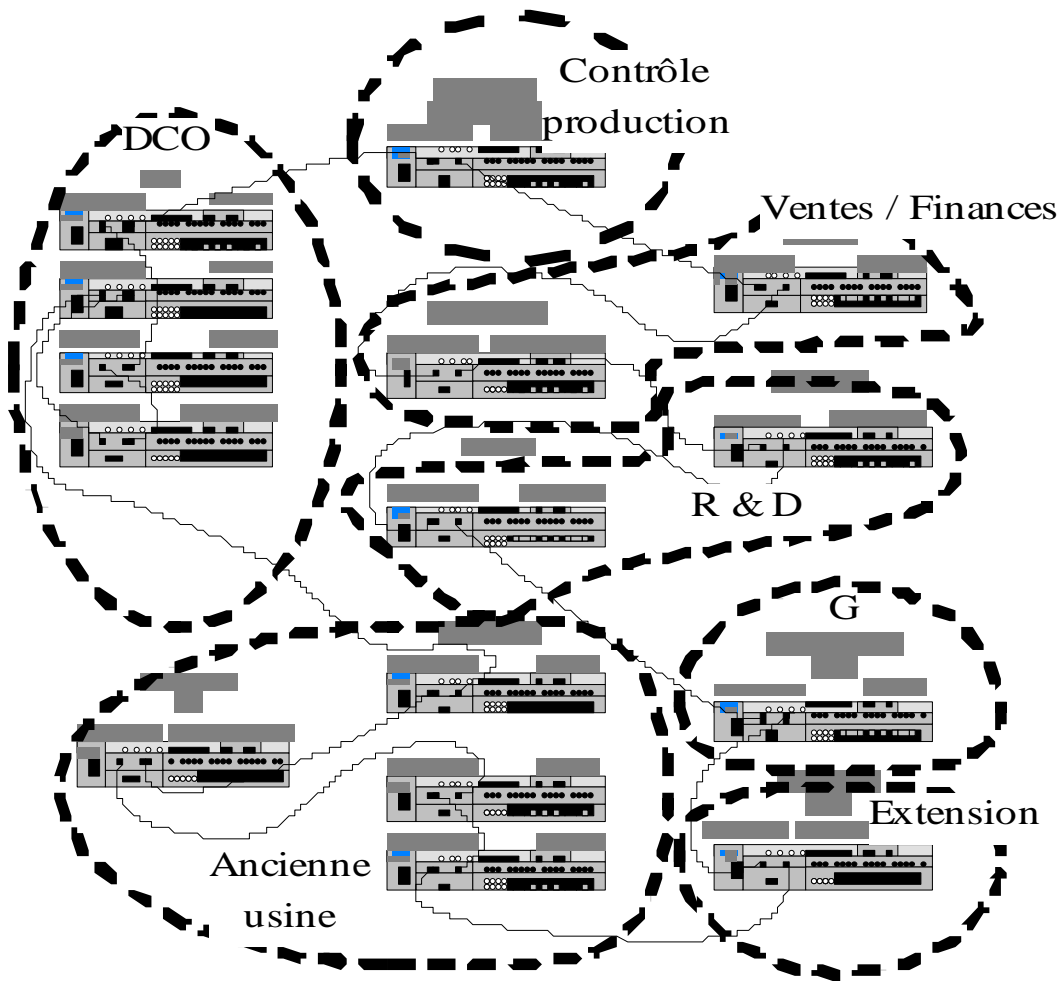 Contrôle
production
DCO
Ventes / Finances
R & D
G
Extension
Ancienne
usine